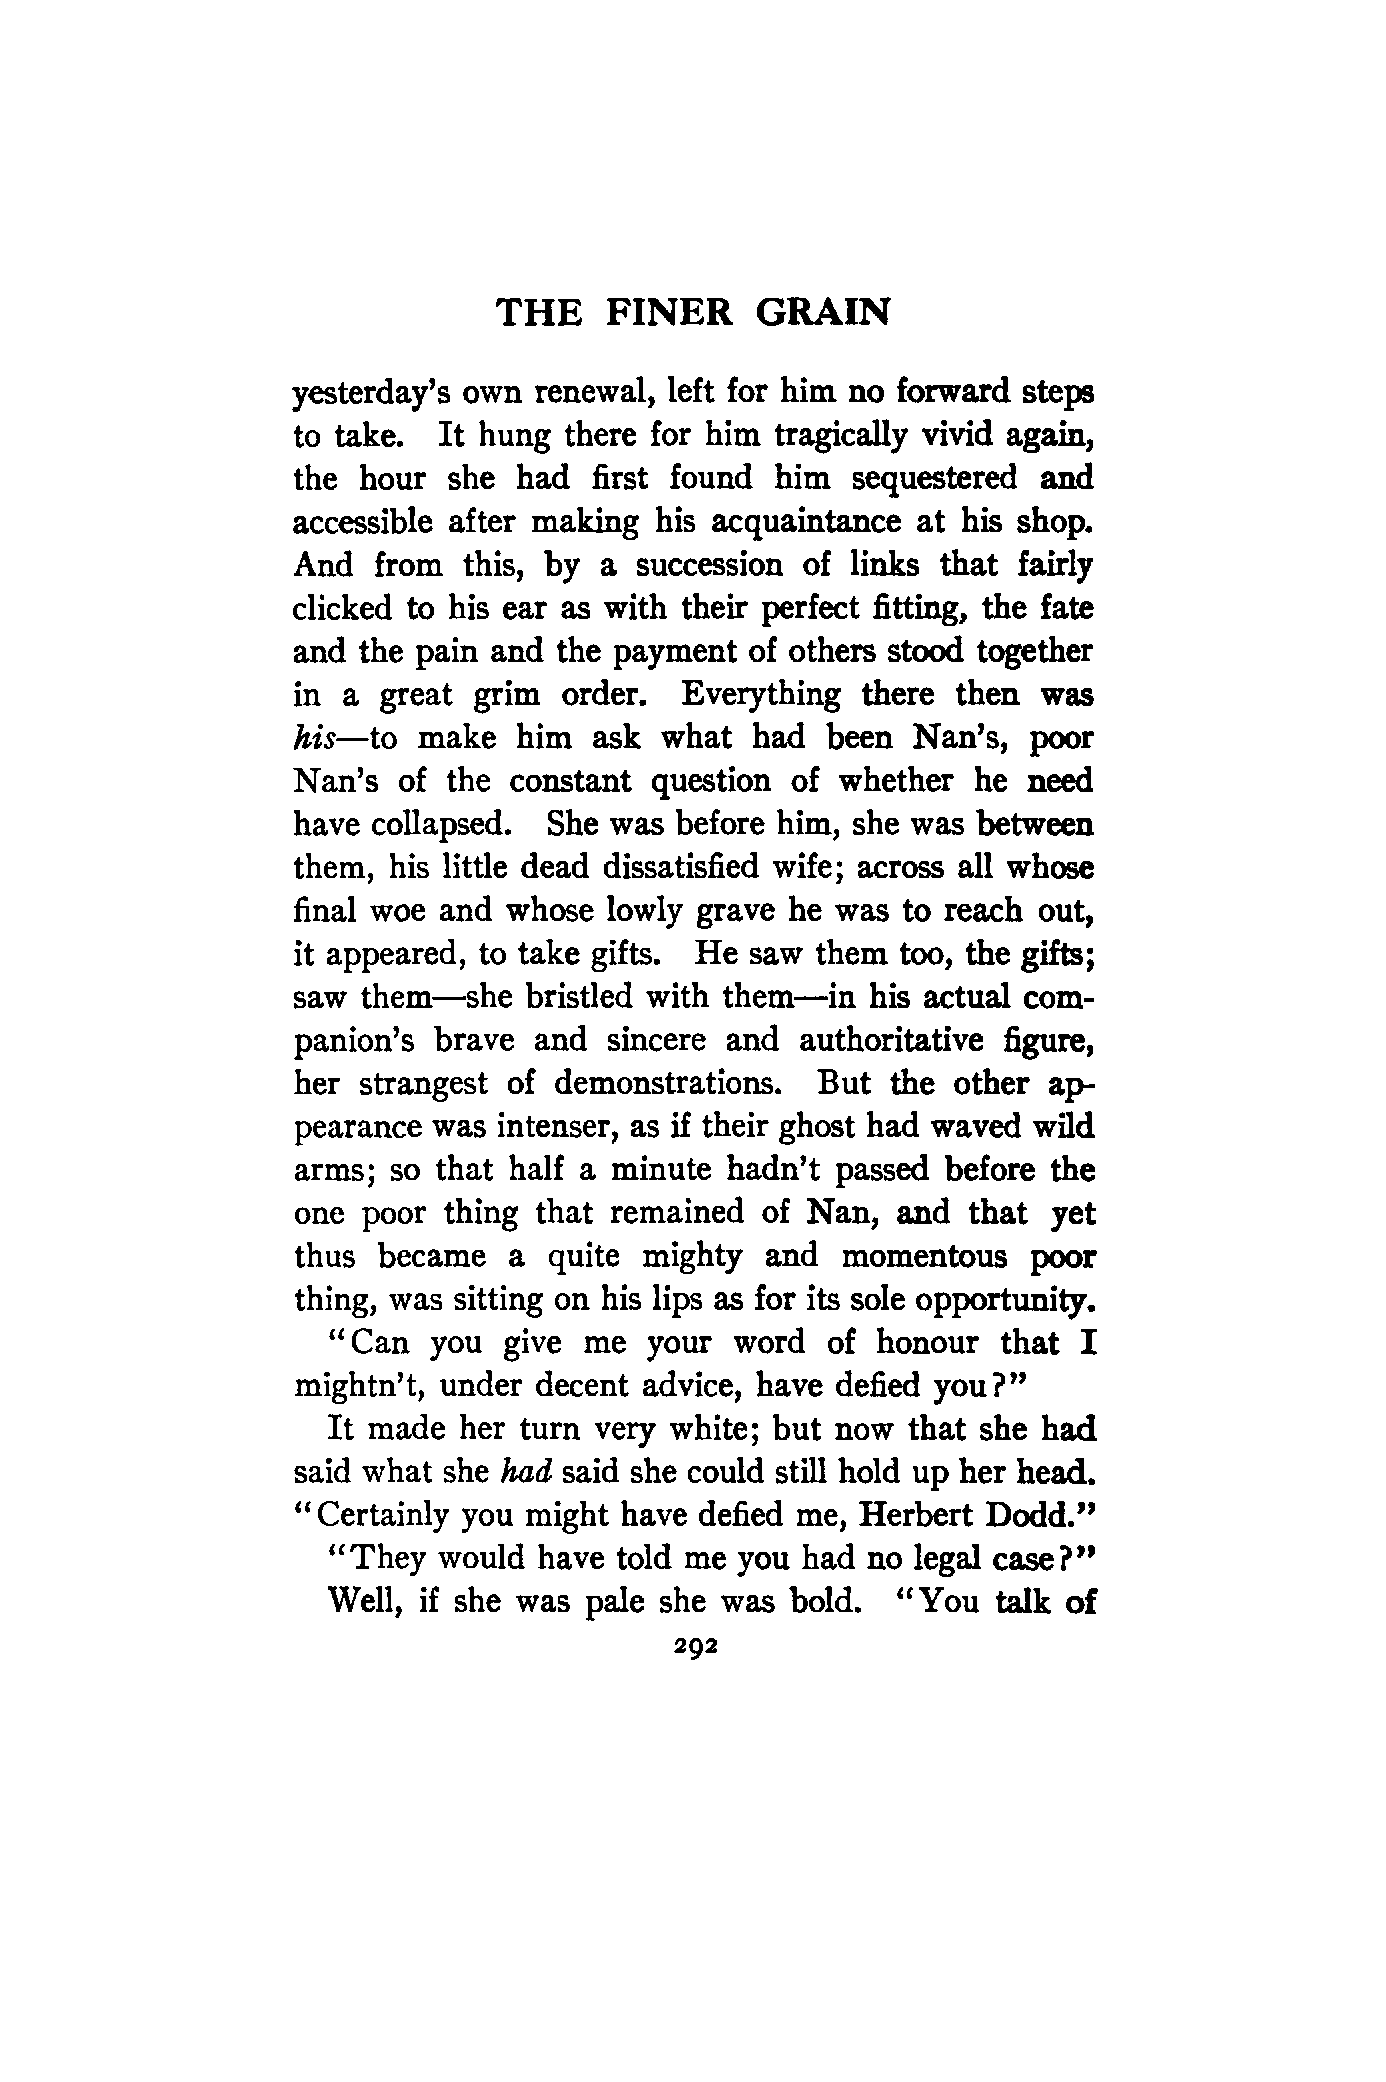 THE FINER GRAIN
yesterday's own renewal, left for him no forward steps
to take. It hung there for him tragically vivid again,
the hour she had first found him sequestered and
accessible after making his acquaintance at his shop.
And from this, by a succession of links that fairly
clicked to his ear as with their perfect fitting, the fate
and the pain and the payment of others stood together
in a great grim order. Everything there then was
his—to make him ask what had been Nan's, poor
Nan's of the constant question of whether he need
have collapsed. She was before him, she was between
them, his little dead dissatisfied wife; across all whose
final woe and whose lowly grave he was to reach out,
it appeared, to take gifts. He saw them too, the gifts;
saw them—she bristled with them—in his actual com-
panion's brave and sincere and authoritative figure,
her strangest of demonstrations. But the other ap-
pearance was intenser, as if their ghost had waved wild
arms; so that half a minute hadn't passed before the
one poor thing that remained of Nan, and that yet
thus became a quite mighty and momentous poor
thing, was sitting on his lips as for its sole opportunity.
"Can you give me your word of honour that I
mightn't, under decent advice, have defied you?"
It made her turn very white; but now that she had
said what she had said she could still hold up her head.
"Certainly you might have defied me, Herbert Dodd."
"They would have told me you had no legal case?"
Well, if she was pale she was bold. "You talk of
292